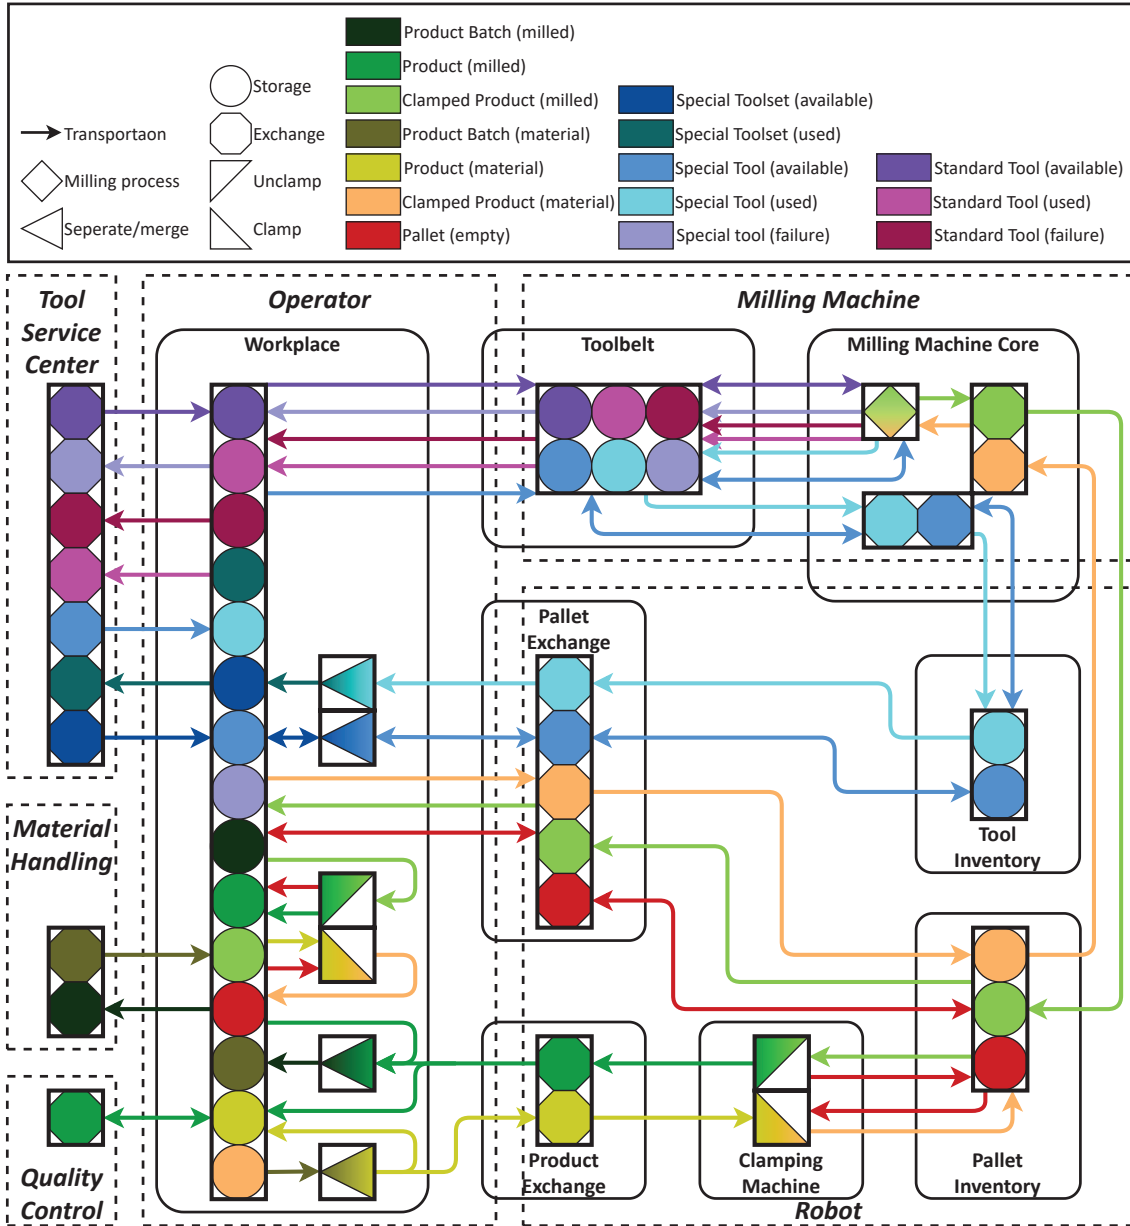 Product Batch (milled)
Product (milled)
Clamped Product (milled)
Product Batch (material)
Product (material)
Clamped Product (material)
Pallet (empty)
Storage
Exchange
Unclamp
Clamp
Transportaon
Milling process
Seperate/merge
Special Toolset (available)
Special Toolset (used)
Special Tool (available)
Special Tool (used)
Special tool (failure)
Standard Tool (available)
Standard Tool (used)
Standard Tool (failure)
Tool
Service
Center
Operator
Milling Machine
Workplace
Toolbelt
Milling Machine Core
Pallet
Exchange
Tool
Inventory
Material
Handling
Quality
Control
Product
Exchange
Clamping
Machine
Pallet
Inventory
Robot